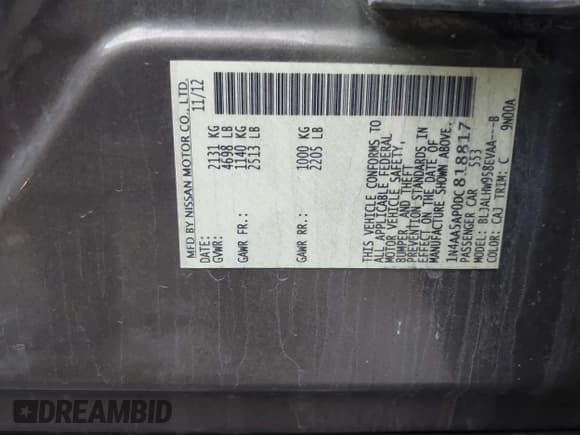 MFD BY NISSAN MOTOR CO., LTD.
DATE: 11/12
GVWR: 2131 KG
4698 LB
GAWR FR.: 1140 KG
2513 LB
GAWR RR.: 1000 KG
2205 LB
THIS VEHICLE CONFORMS TO
ALL APPLICABLE FEDERAL
MOTOR VEHICLE SAFETY,
BUMPER, AND THEFT
PREVENTION STANDARDS IN
EFFECT ON THE DATE OF
MANUFACTURE SHOWN ABOVE.
1N4AA5AP0DC818817
PASSENGER CAR 553
MODEL: BLJALRW95BEVAA----B
COLOR: CAJ TRIM: C 9N00A
DREAMBID